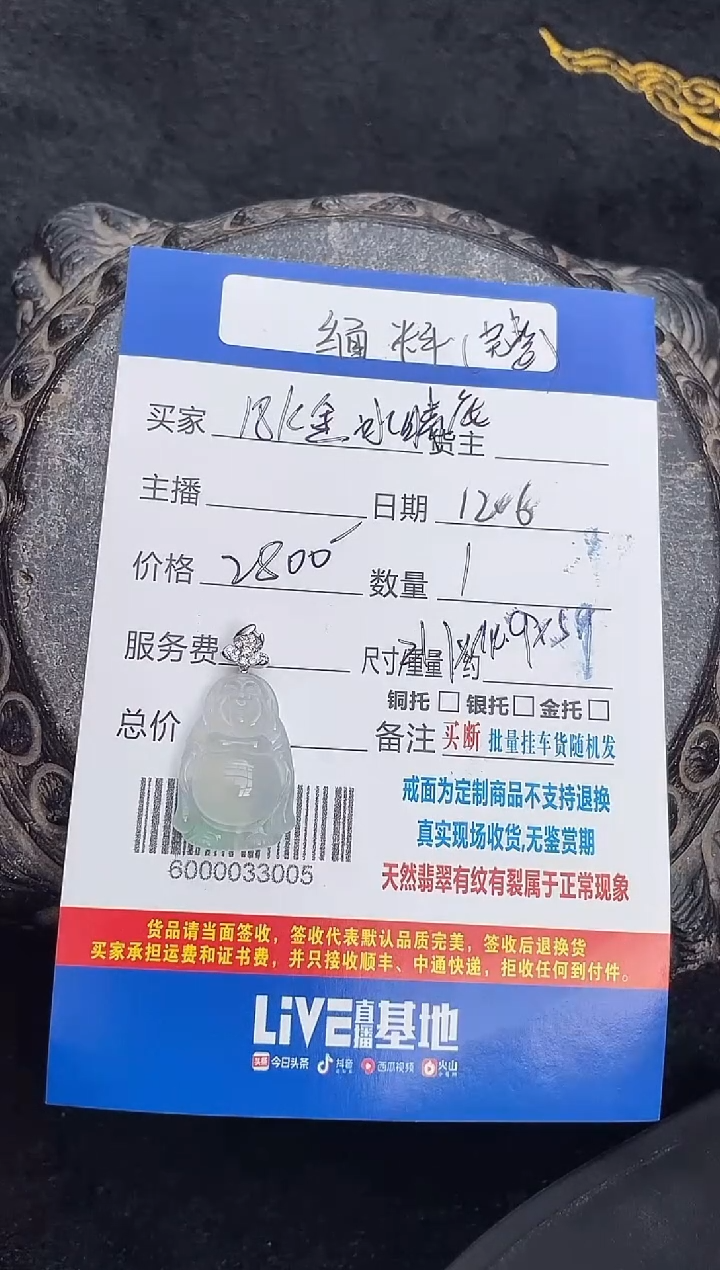 缅料(完整)
买家 18K金冰晴底 货主
主播 日期 1206
价格 2800 数量 1
服务费 尺寸/重量
铜托 银托 金托
总价 备注 买断 批量挂车货随机发
戒面为定制商品不支持退换
真实现场收货,无鉴赏期
6000033005
天然翡翠有纹有裂属于正常现象
货品请当面签收，签收代表默认品质完美，签收后退换货
买家承担运费和证书费，并只接收顺丰、中通快递，拒收任何到付件。
LiVE直播基地
头条 今日头条 抖音 西瓜视频 火山